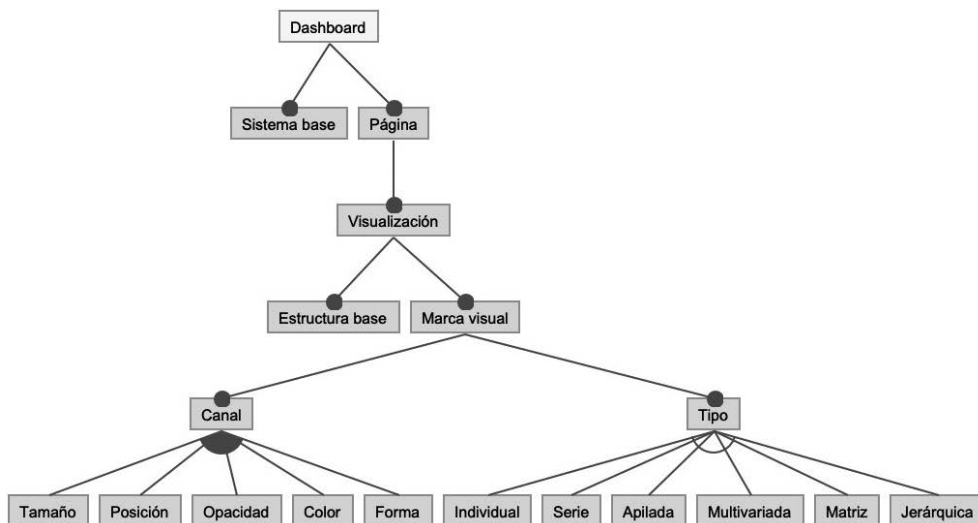 Dashboard
Sistema base
Página
Visualización
Estructura base
Marca visual
Canal
Tipo
Tamaño
Posición
Opacidad
Color
Forma
Individual
Serie
Apilada
Multivariada
Matriz
Jerárquica